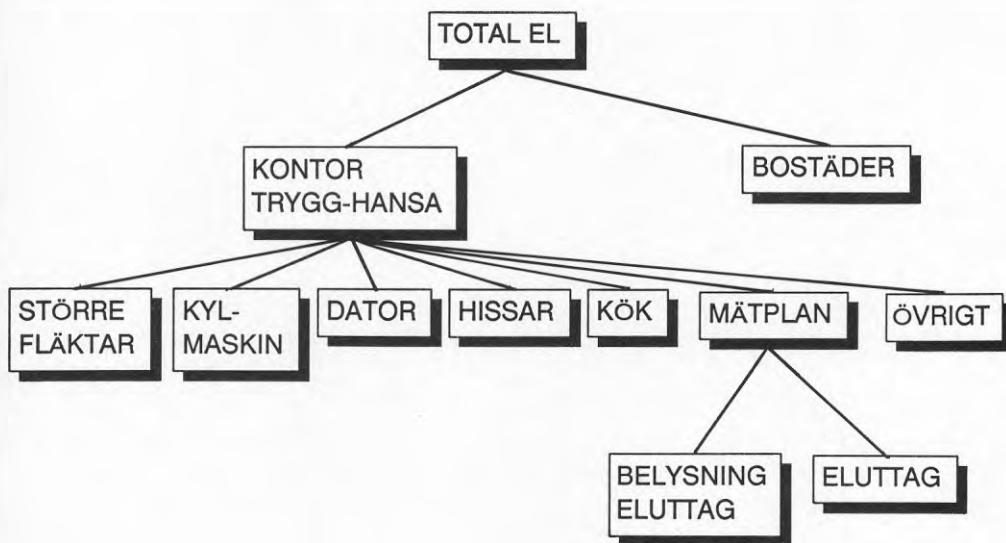 TOTAL EL
KONTOR
TRYGG-HANSA
BOSTÄDER
STÖRRE
FLÄKTAR
KYL-
MASKIN
DATOR
HISSAR
KÖK
MÄTPLAN
ÖVRIGT
BELYSNING
ELUTTAG
ELUTTAG